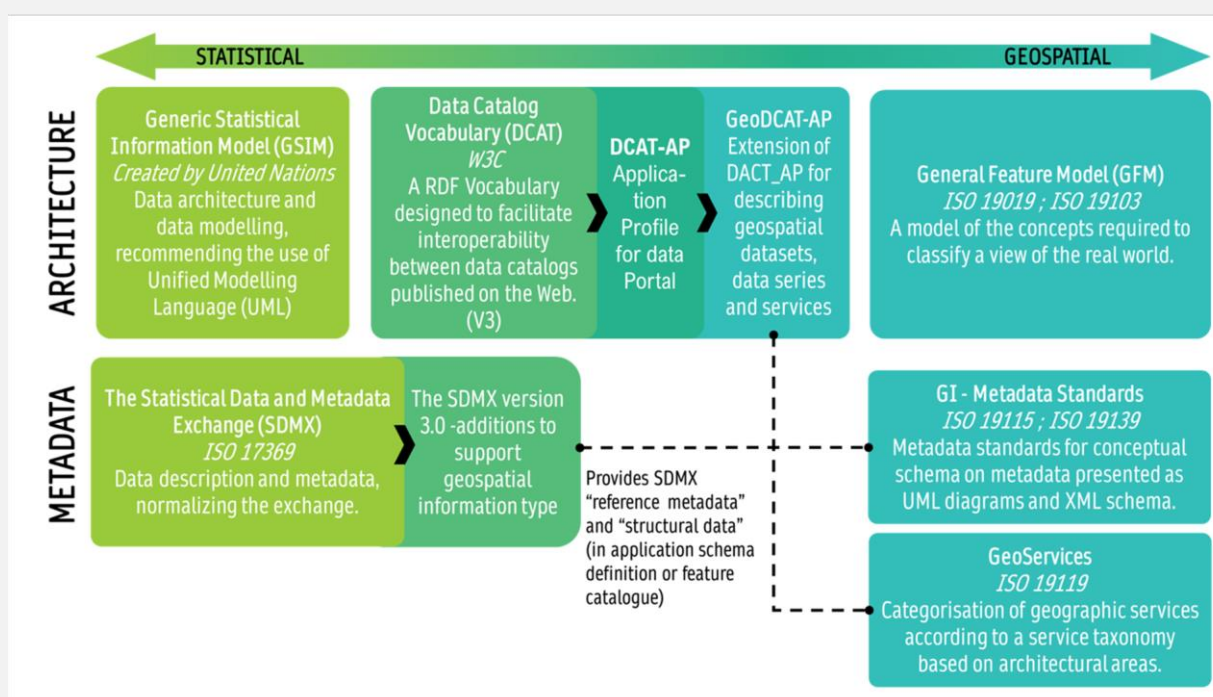 STATISTICAL
GEOSPATIAL
ARCHITECTURE
Generic Statistical
Information Model (GSIM)
Created by United Nations
Data architecture and
data modelling,
recommending the use of
Unified Modelling
Language (UML)
Data Catalog
Vocabulary (DCAT)
W3C
A RDF Vocabulary
designed to facilitate
interoperability
between data catalogs
published on the Web.
(V3)
DCAT-AP
Applica-
tion
Profile
for data
Portal
GeoDCAT-AP
Extension of
DACT_AP for
describing
geospatial
datasets,
data series
and services
General Feature Model (GFM)
ISO 19019 ; ISO 19103
A model of the concepts required to
classify a view of the real world.
METADATA
The Statistical Data and Metadata
Exchange (SDMX)
ISO 17369
Data description and metadata,
normalizing the exchange.
The SDMX version
3.0 -additions to
support
geospatial
information type
Provides SDMX
“reference metadata”
and “structural data”
(in application schema
definition or feature
catalogue)
GI - Metadata Standards
ISO 19115 ; ISO 19139
Metadata standards for conceptual
schema on metadata presented as
UML diagrams and XML schema.
GeoServices
ISO 19119
Categorisation of geographic services
according to a service taxonomy
based on architectural areas.